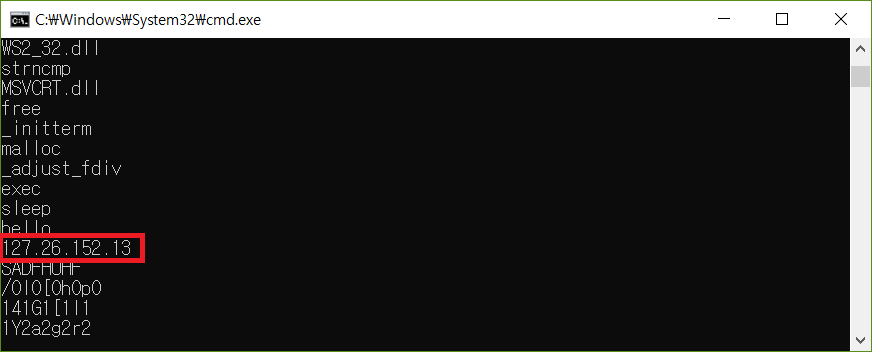 C:₩Windows₩System32₩cmd.exe
WS2_32.dll
strncmp
MSVCRT.dll
free
_initterm
malloc
_adjust_fdiv
exec
sleep
hello
127.26.152.13
SADFHUHF
/0I0[0h0p0
141G1[1l1
1Y2a2g2r2